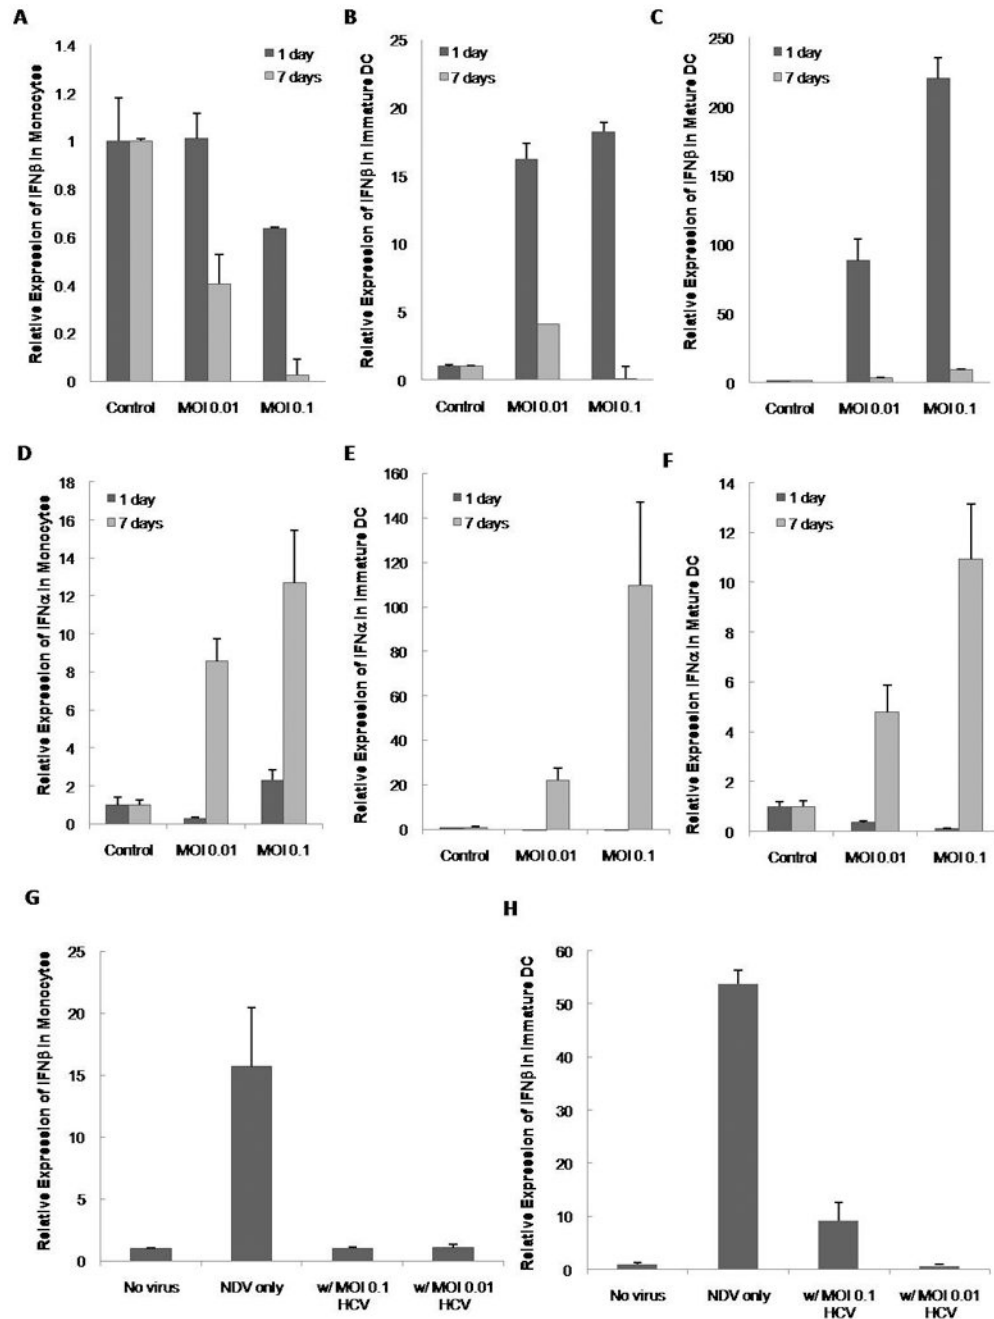 A
Relative Expression of IFNβ in Monocytes
1.4
1.2
1
0.8
0.6
0.4
0.2
0
1 day
7 days
Control MOI 0.01 MOI 0.1
B
Relative Expression of IFNβ in Immature DC
25
20
15
10
5
0
1 day
7 days
Control MOI 0.01 MOI 0.1
C
Relative Expression of IFNβ in Mature DC
250
200
150
100
50
0
1 day
7 days
Control MOI 0.01 MOI 0.1
D
Relative Expression of IFNα in Monocytes
18
16
14
12
10
8
6
4
2
0
1 day
7 days
Control MOI 0.01 MOI 0.1
E
Relative Expression of IFNα in Immature DC
160
140
120
100
80
60
40
20
0
1 day
7 days
Control MOI 0.01 MOI 0.1
F
Relative Expression IFNα in Mature DC
14
12
10
8
6
4
2
0
1 day
7 days
Control MOI 0.01 MOI 0.1
G
Relative Expression of IFNβ in Monocytes
25
20
15
10
5
0
No virus NDV only w/ MOI 0.1 w/ MOI 0.01
HCV HCV
H
Relative Expression of IFNβ in Immature DC
60
50
40
30
20
10
0
No virus NDV only w/ MOI 0.1 w/ MOI 0.01
HCV HCV